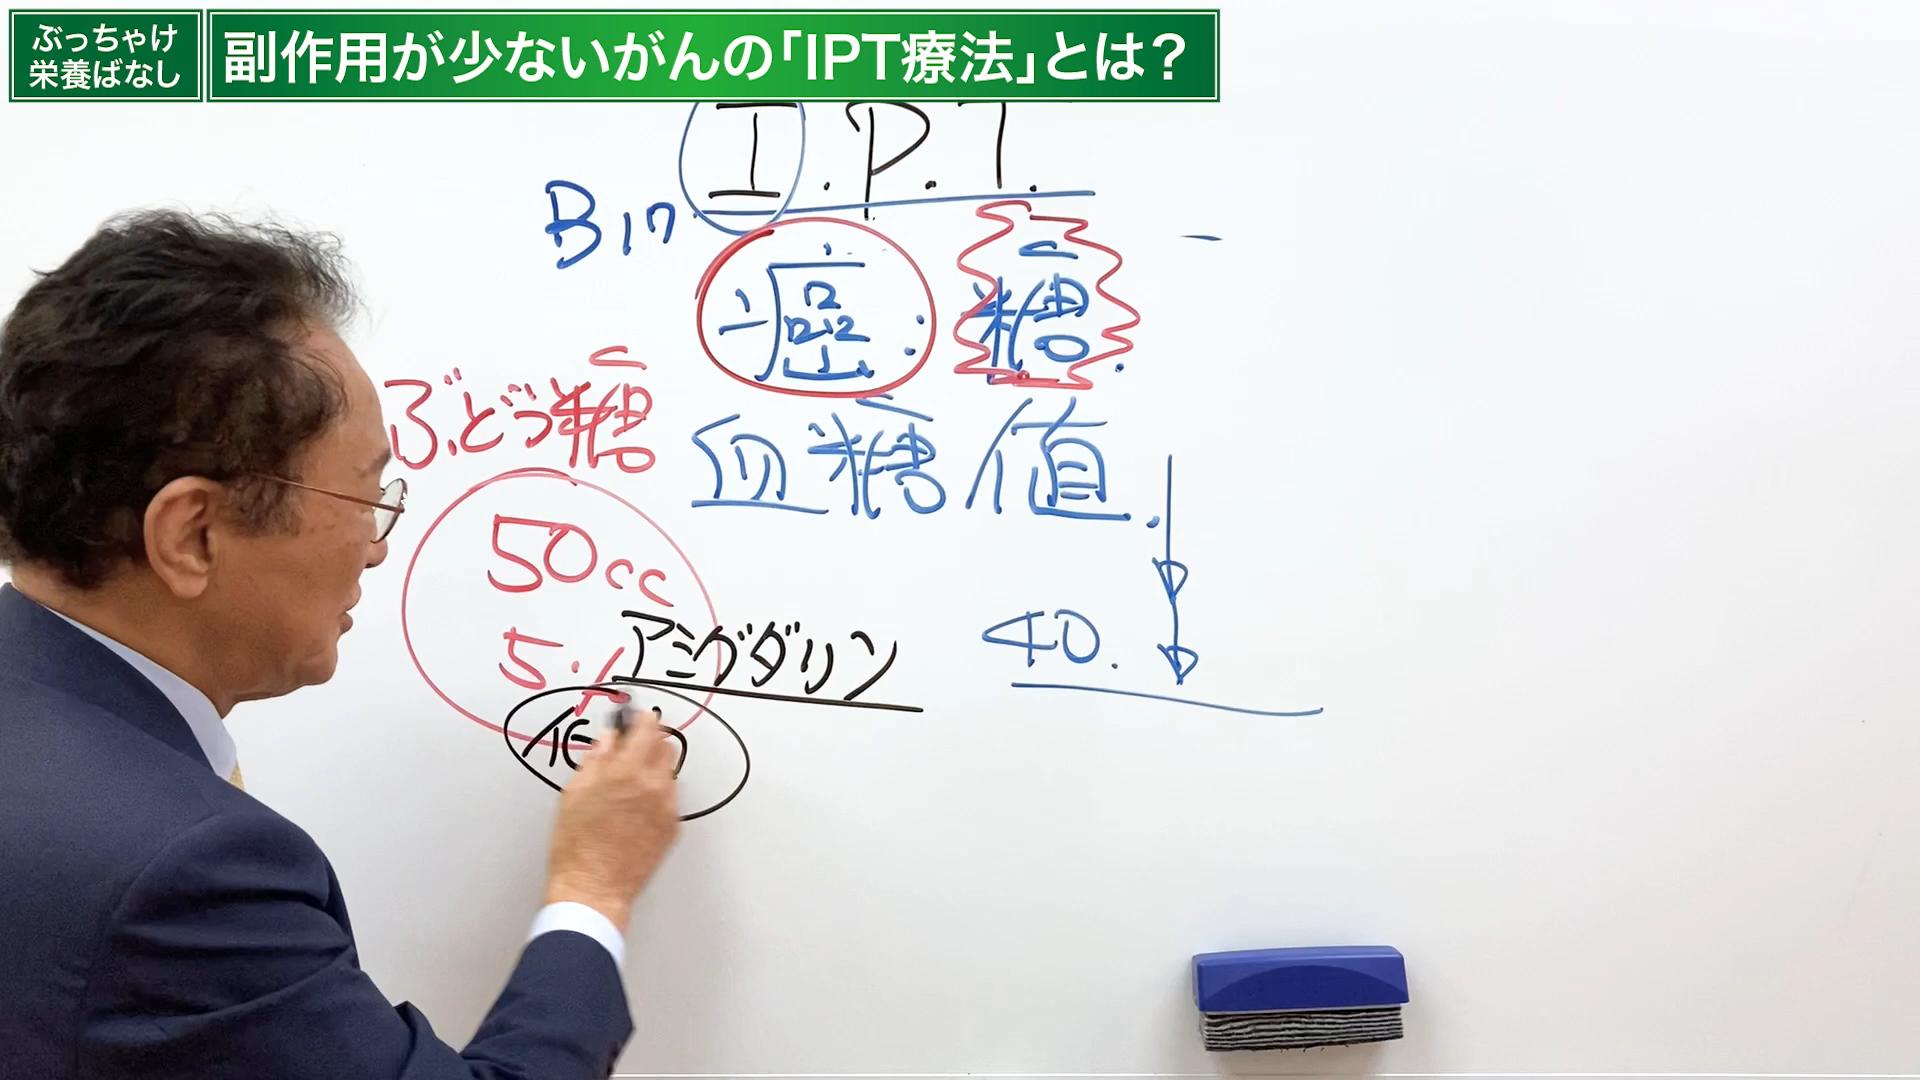 ぶっちゃけ
栄養ばなし
副作用が少ないがんの「IPT療法」とは?
I.P.T.
B17
癌. 糖.
ぶどう糖
血糖値.
50cc
5%
アミグダリン
40.